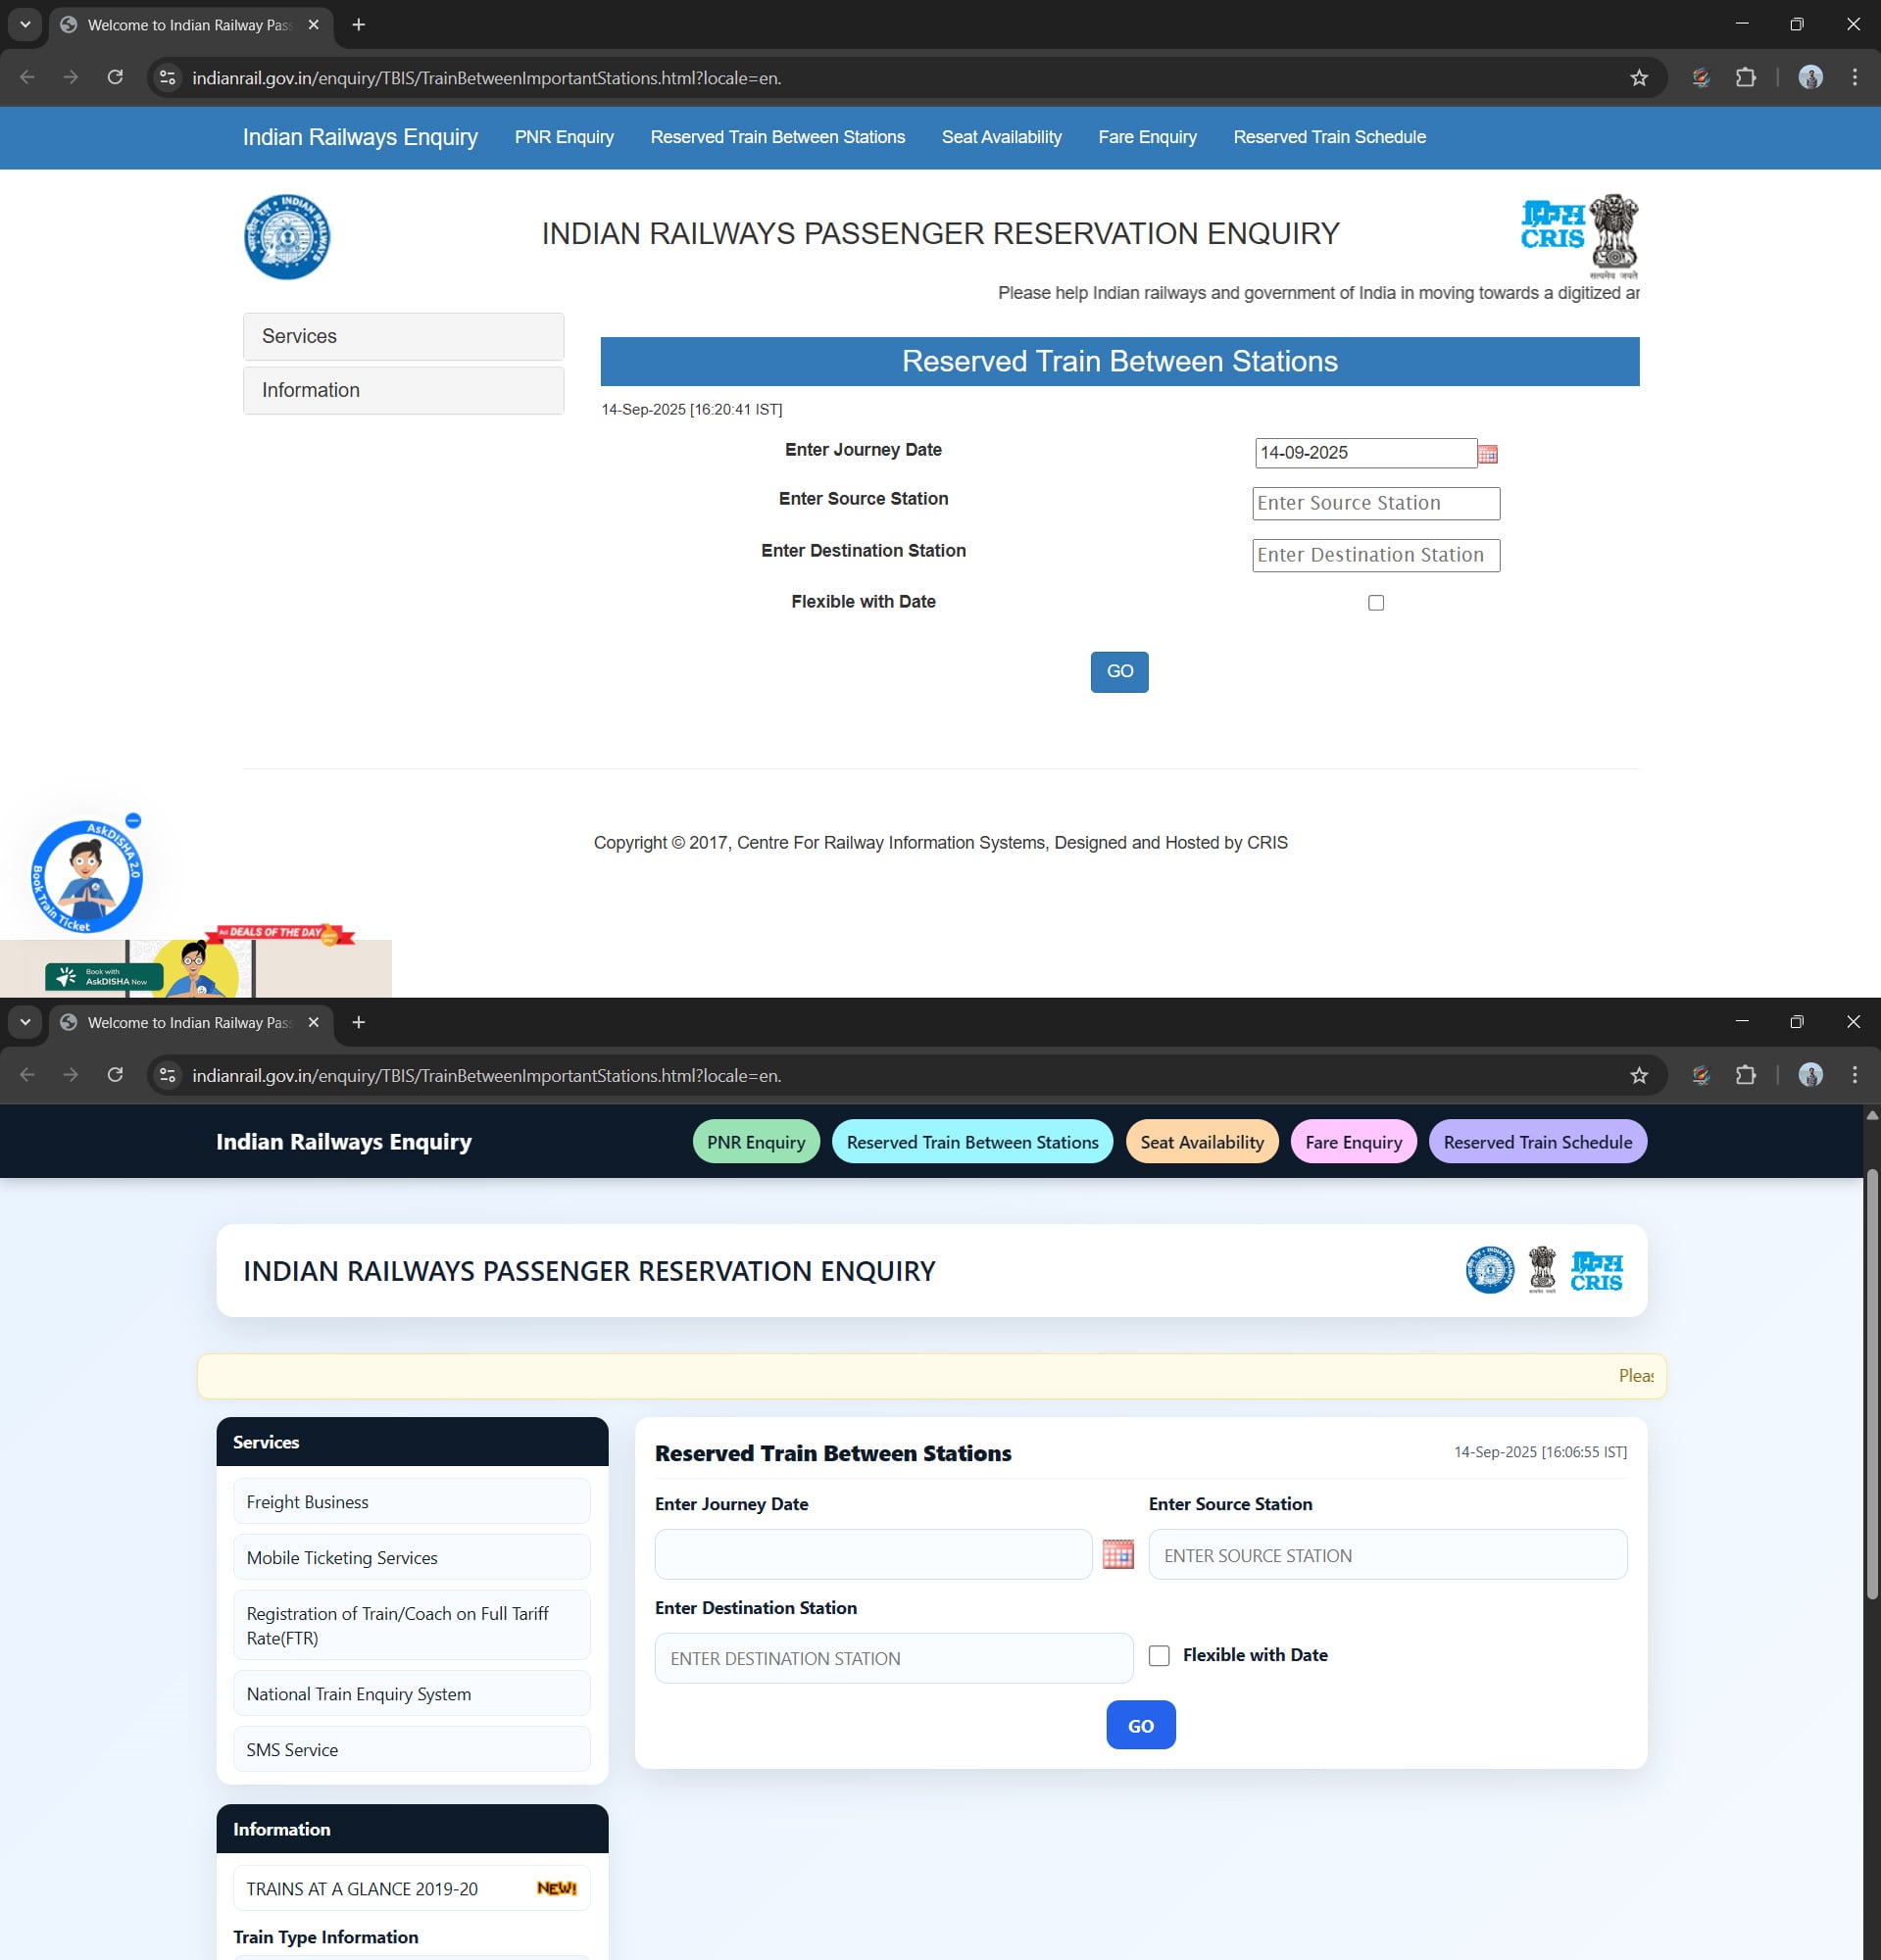 Welcome to Indian Railway Pas
indianrail.gov.in/enquiry/TBIS/TrainBetweenImportantStations.html?locale=en.
Indian Railways Enquiry PNR Enquiry Reserved Train Between Stations Seat Availability Fare Enquiry Reserved Train Schedule
INDIAN RAILWAYS
भारतीय रेल
INDIAN RAILWAYS PASSENGER RESERVATION ENQUIRY
क्रिस
CRIS
सत्यमेव जयते
Please help Indian railways and government of India in moving towards a digitized ar
Services
Information
Reserved Train Between Stations
14-Sep-2025 [16:20:41 IST]
Enter Journey Date 14-09-2025
Enter Source Station Enter Source Station
Enter Destination Station Enter Destination Station
Flexible with Date
GO
Copyright © 2017, Centre For Railway Information Systems, Designed and Hosted by CRIS
AskDISHA 2.0
Book Train Ticket
DEALS OF THE DAY
Book with
AskDISHA Now
Welcome to Indian Railway Pas
indianrail.gov.in/enquiry/TBIS/TrainBetweenImportantStations.html?locale=en.
Indian Railways Enquiry PNR Enquiry Reserved Train Between Stations Seat Availability Fare Enquiry Reserved Train Schedule
INDIAN RAILWAYS PASSENGER RESERVATION ENQUIRY
क्रिस
CRIS
Pleas
Services
Freight Business
Mobile Ticketing Services
Registration of Train/Coach on Full Tariff
Rate(FTR)
National Train Enquiry System
SMS Service
Information
TRAINS AT A GLANCE 2019-20 NEW!
Train Type Information
Reserved Train Between Stations 14-Sep-2025 [16:06:55 IST]
Enter Journey Date Enter Source Station
ENTER SOURCE STATION
Enter Destination Station
ENTER DESTINATION STATION Flexible with Date
GO